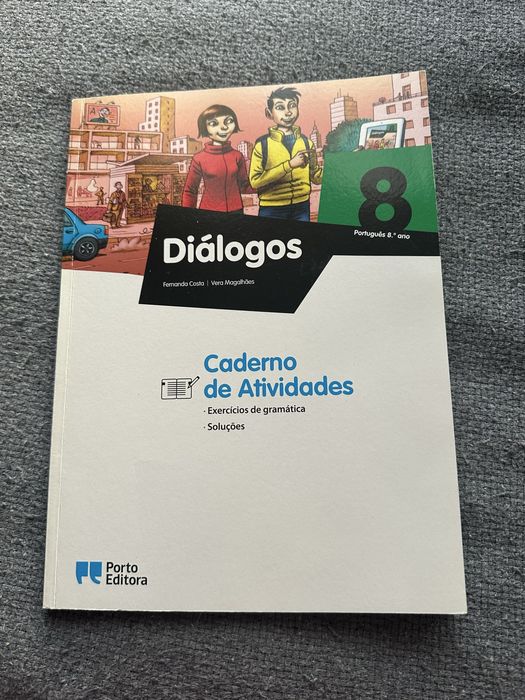 8
Português 8.º ano
Diálogos
Fernanda Costa | Vera Magalhães
Caderno
de Atividades
· Exercícios de gramática
· Soluções
Porto
Editora